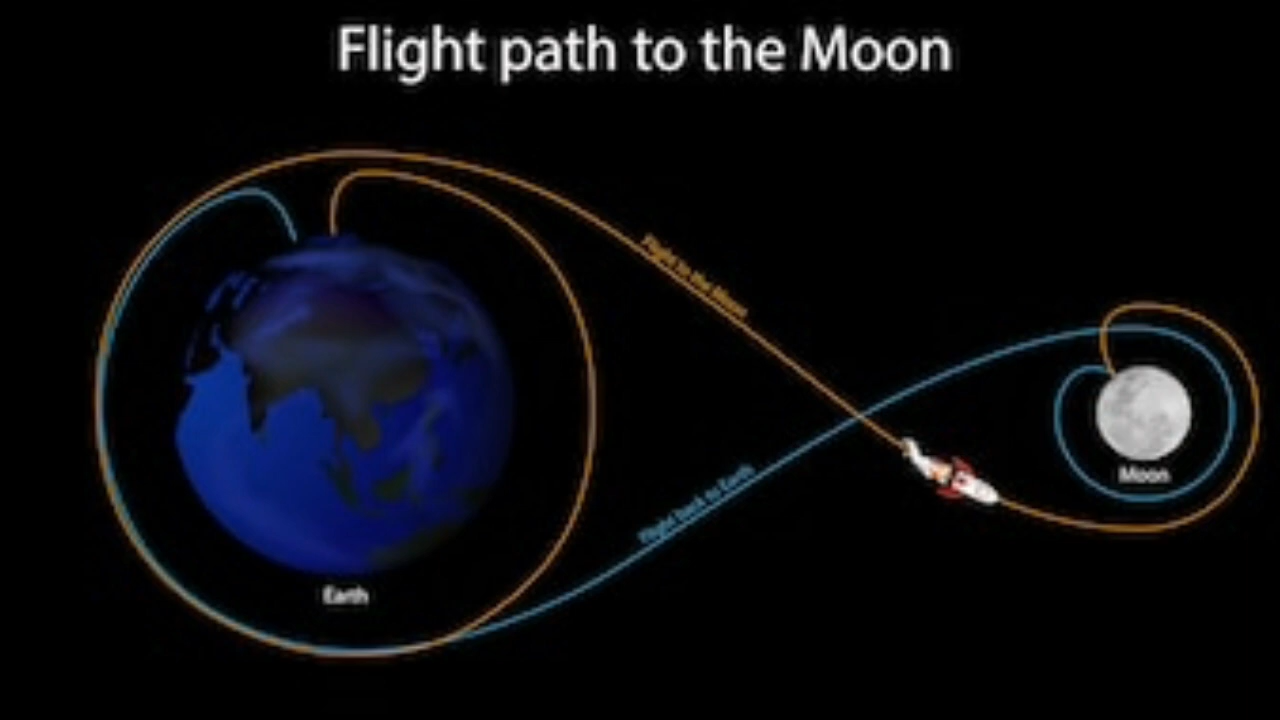 Flight path to the Moon
Flight to the Moon
Flight back to Earth
Moon
Earth